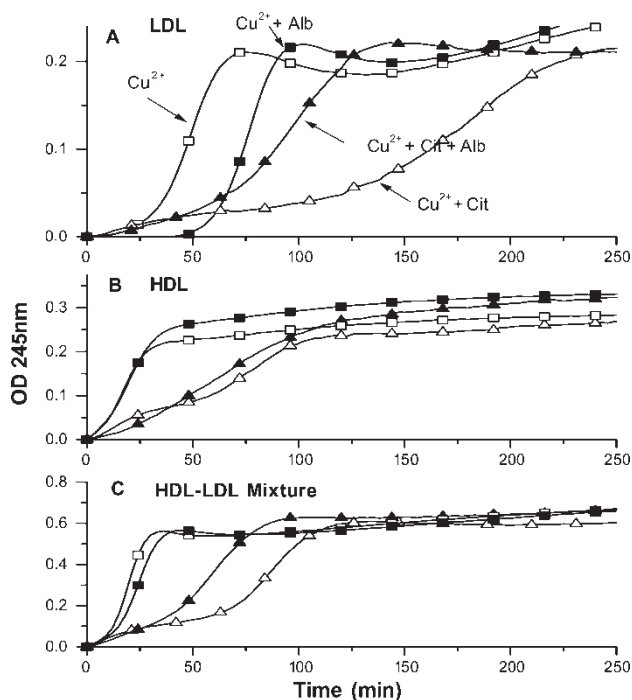 A LDL
Cu²⁺ + Alb
Cu²⁺
Cu²⁺ + Cit + Alb
Cu²⁺ + Cit
0.2
0.1
0.0
0 50 100 150 200 250
B HDL
0.3
0.2
0.1
0.0
0 50 100 150 200 250
OD 245nm
C HDL-LDL Mixture
0.8
0.6
0.4
0.2
0.0
0 50 100 150 200 250
Time (min)